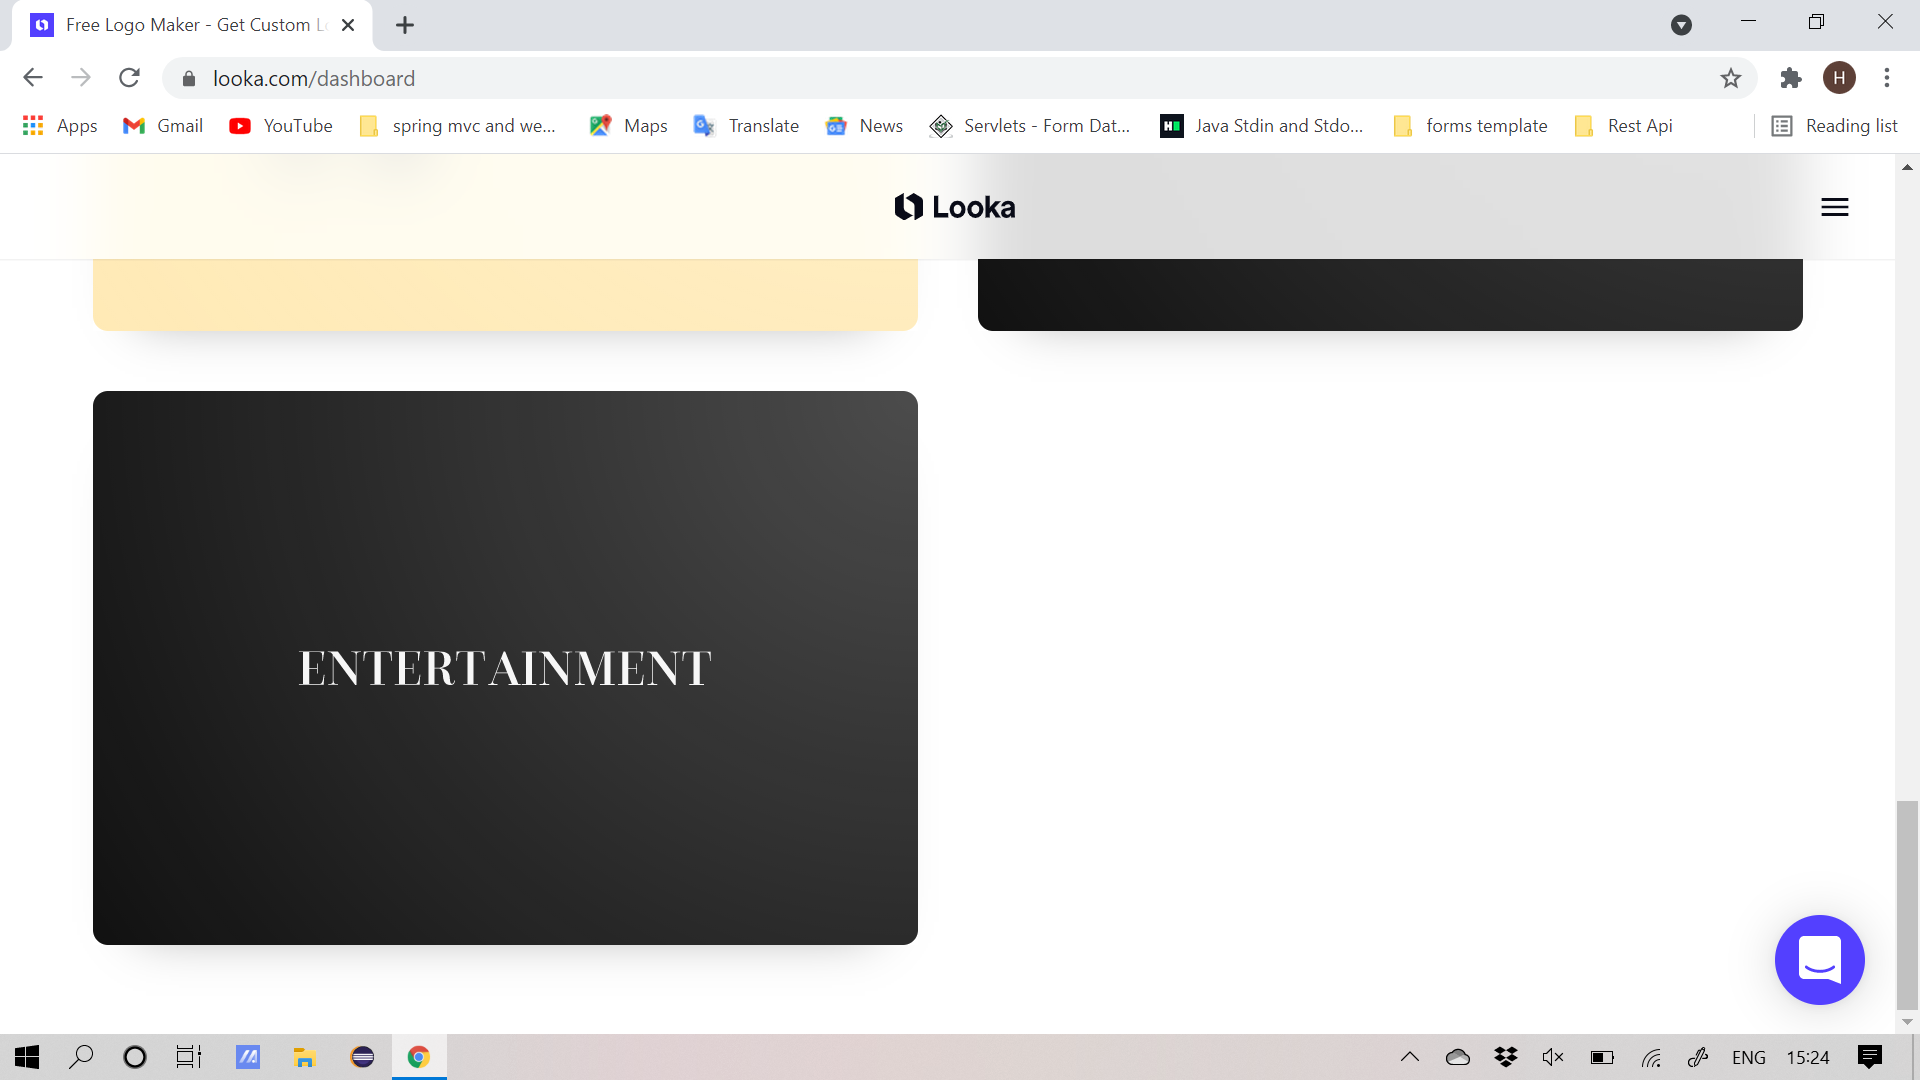 Free Logo Maker - Get Custom L
looka.com/dashboard
H
Apps
Gmail
YouTube
spring mvc and we...
Maps
Translate
News
Servlets - Form Dat...
Java Stdin and Stdo...
forms template
Rest Api
Reading list
Looka
ENTERTAINMENT
ENG
15:24